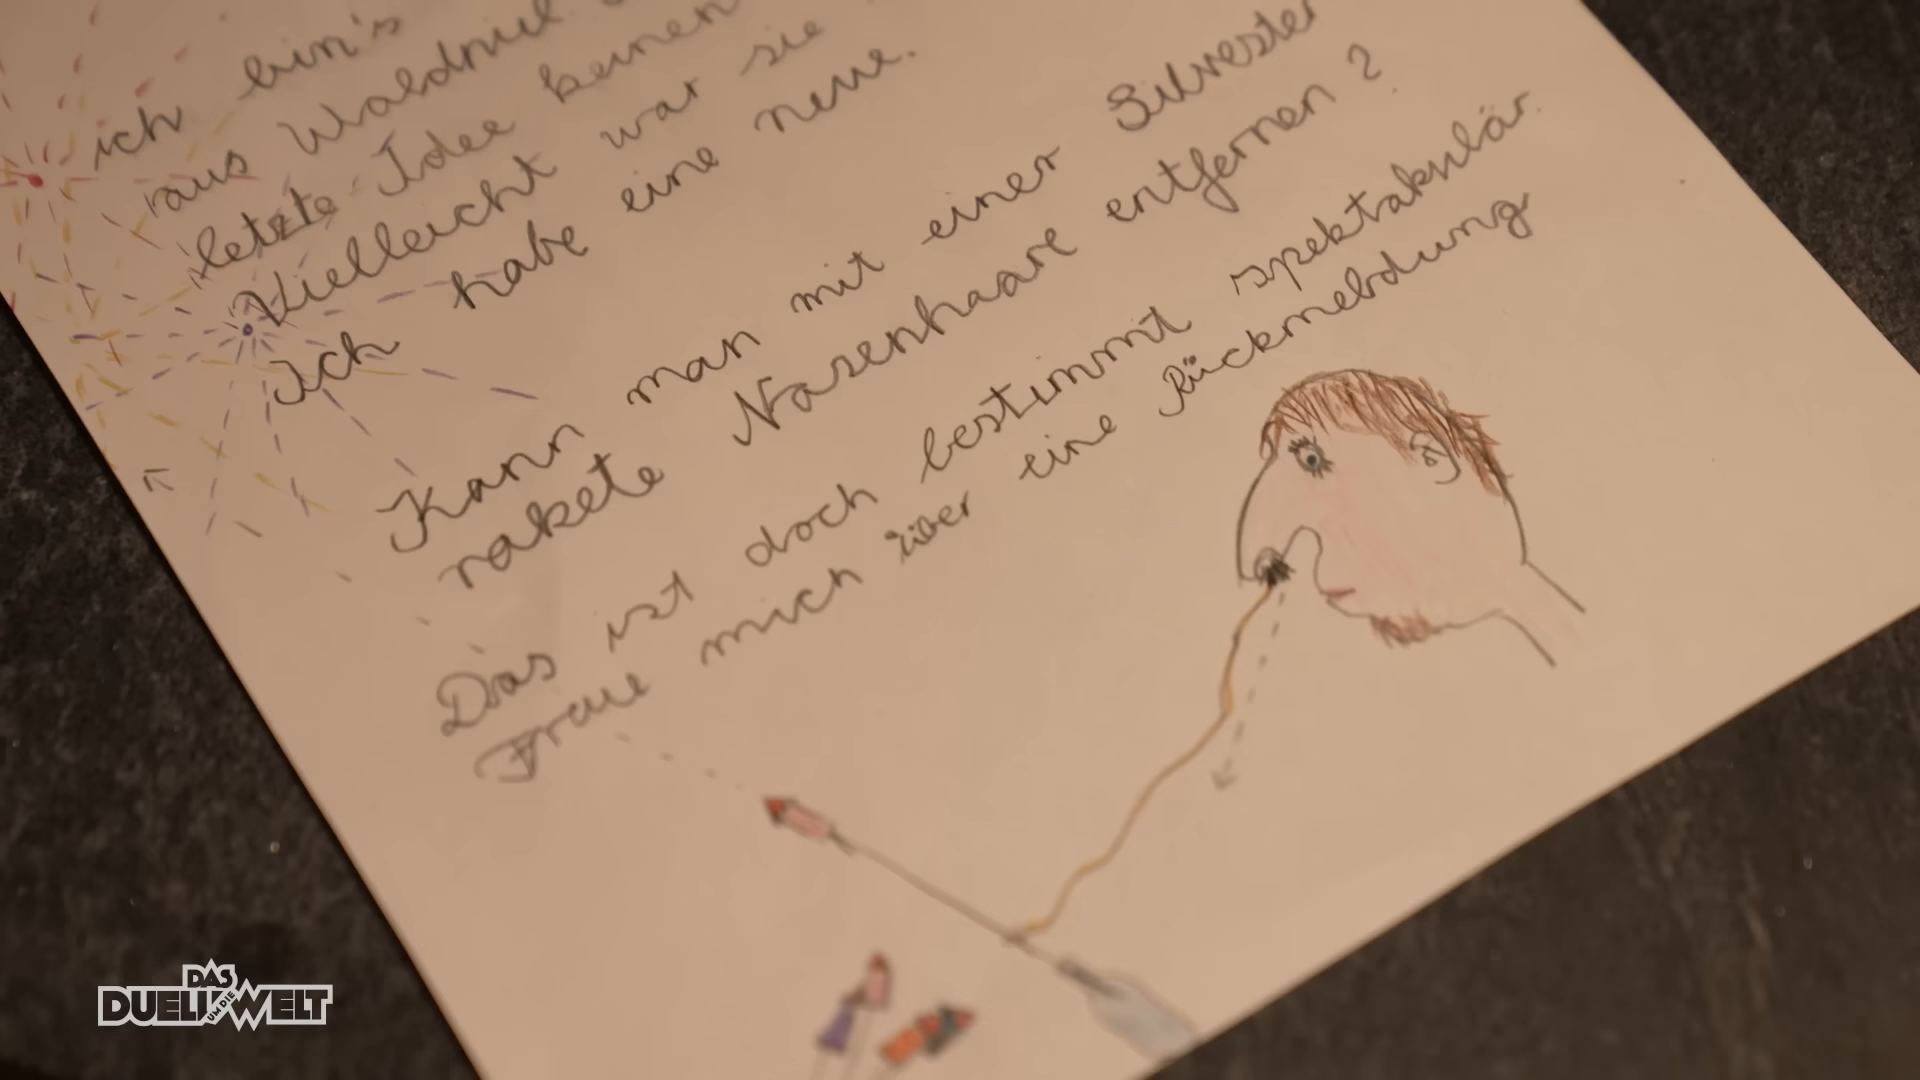 ich bin's
aus Waldniel
letzte Idee keinen
Vielleicht war sie
Ich habe eine neue.
Kann man mit einer Silvester
rakete Nasenhaare entfernen?
Das ist doch bestimmt spektakulär.
Freue mich über eine Rückmeldung
DAS
DUELL UM DIE WELT